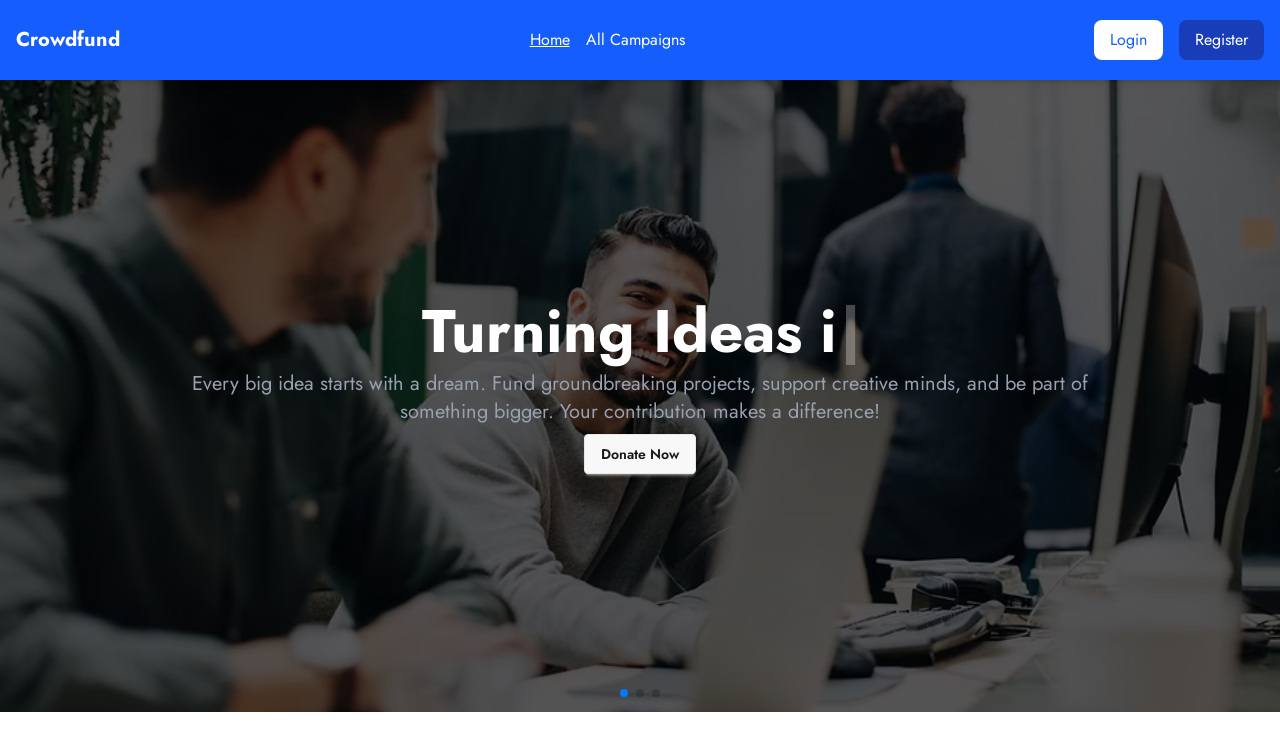 Crowdfund
Home
All Campaigns
Login
Register
Turning Ideas i
Every big idea starts with a dream. Fund groundbreaking projects, support creative minds, and be part of
something bigger. Your contribution makes a difference!
Donate Now